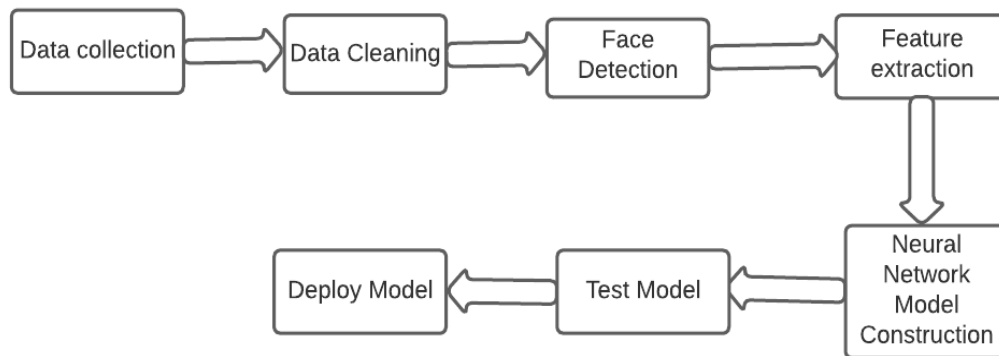 Data collection
Data Cleaning
Face
Detection
Feature
extraction
Neural
Network
Model
Construction
Test Model
Deploy Model